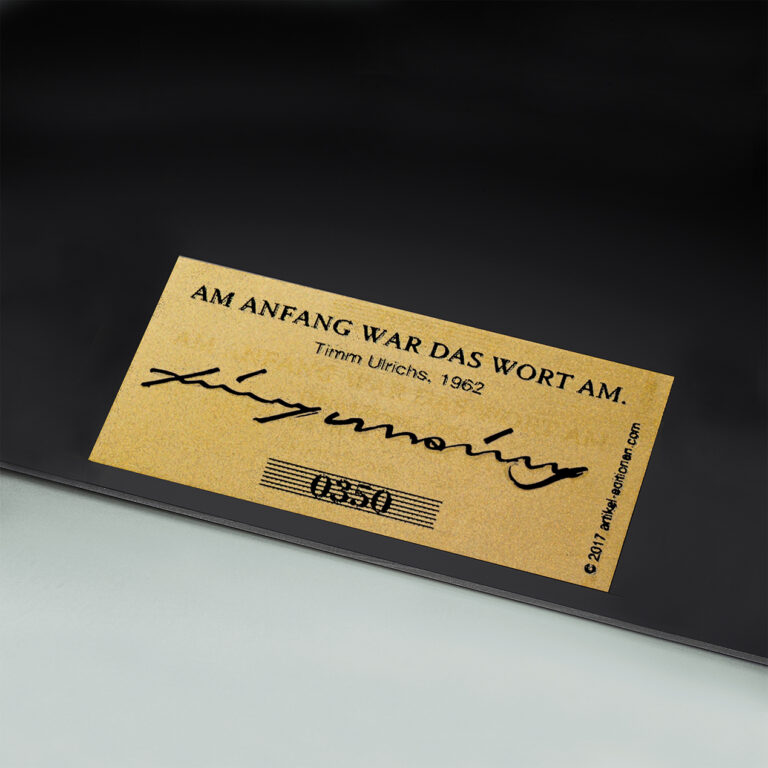 AM ANFANG WAR DAS WORT AM.
Timm Ulrichs, 1962
0350
© 2017 artikel-editionen.com